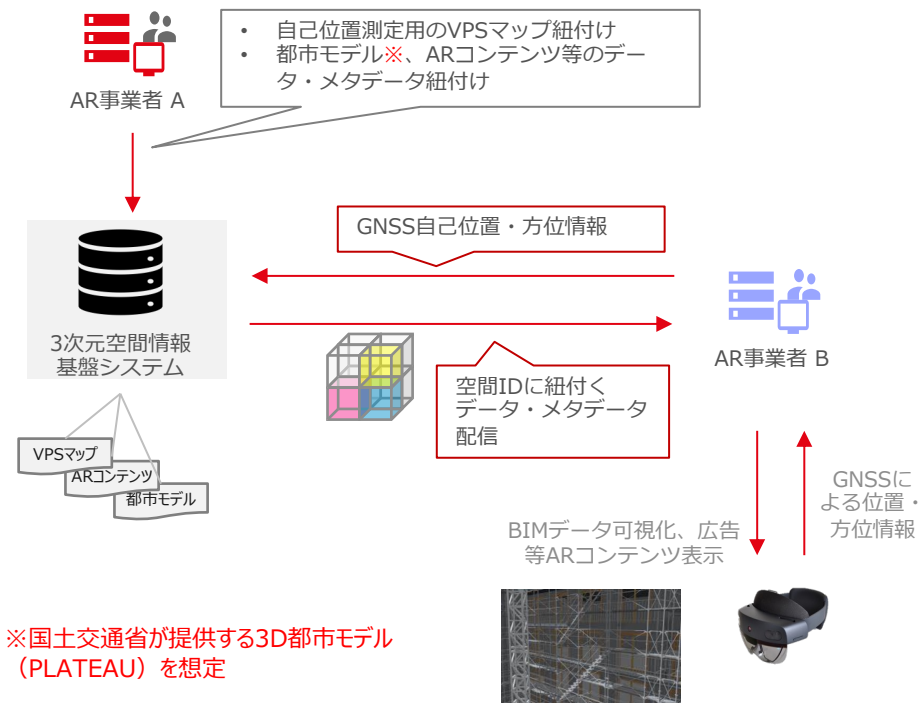 • 自己位置測定用のVPSマップ紐付け
• 都市モデル※、ARコンテンツ等のデー
タ・メタデータ紐付け
AR事業者 A
GNSS自己位置・方位情報
3次元空間情報
基盤システム
AR事業者 B
空間IDに紐付く
データ・メタデータ
配信
VPSマップ
ARコンテンツ
都市モデル
GNSSに
よる位置・
方位情報
BIMデータ可視化、広告
等ARコンテンツ表示
※国土交通省が提供する3D都市モデル
（PLATEAU）を想定